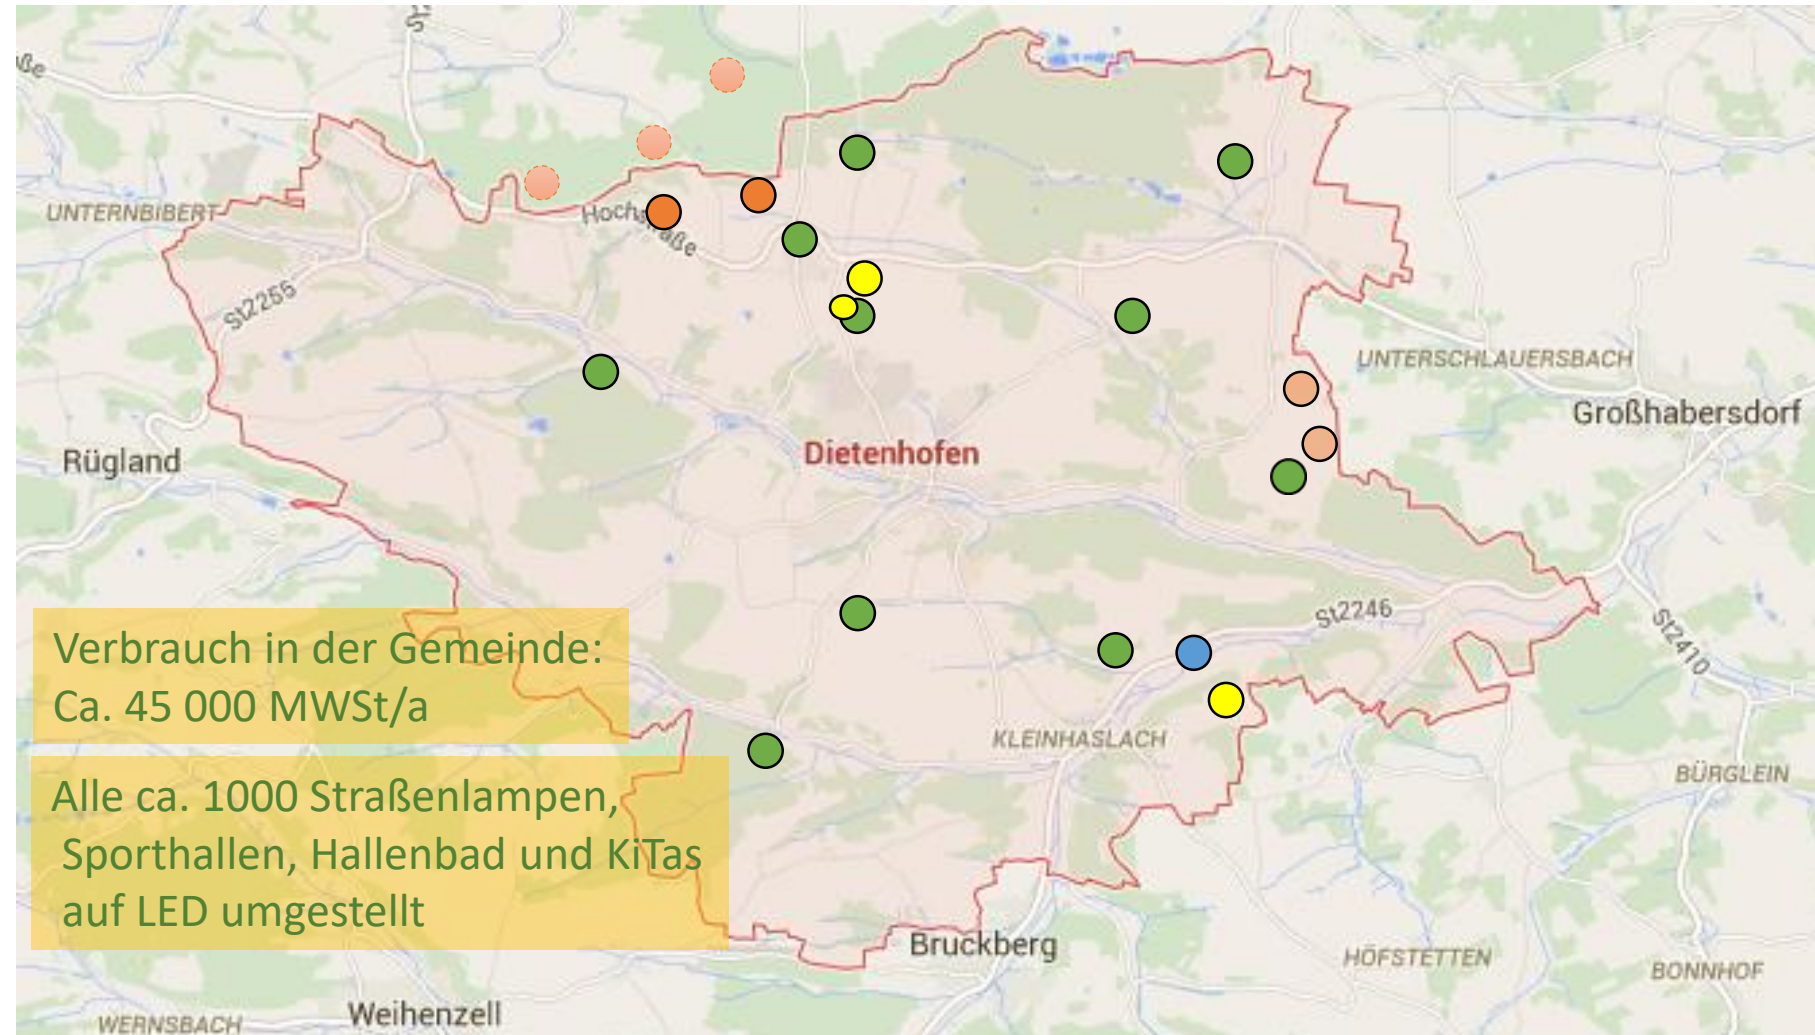 ße
UNTERNBIBERT
Hochstraße
St2255
UNTERSCHLAUERSBACH
Großhabersdorf
Rügland
Dietenhofen
St2246
St2410
Verbrauch in der Gemeinde:
Ca. 45 000 MWSt/a
KLEINHASLACH
BÜRGLEIN
Alle ca. 1000 Straßenlampen,
Sporthallen, Hallenbad und KiTas
auf LED umgestellt
Bruckberg
HÖFSTETTEN
BONNHOF
Weihenzell
WERNSBACH